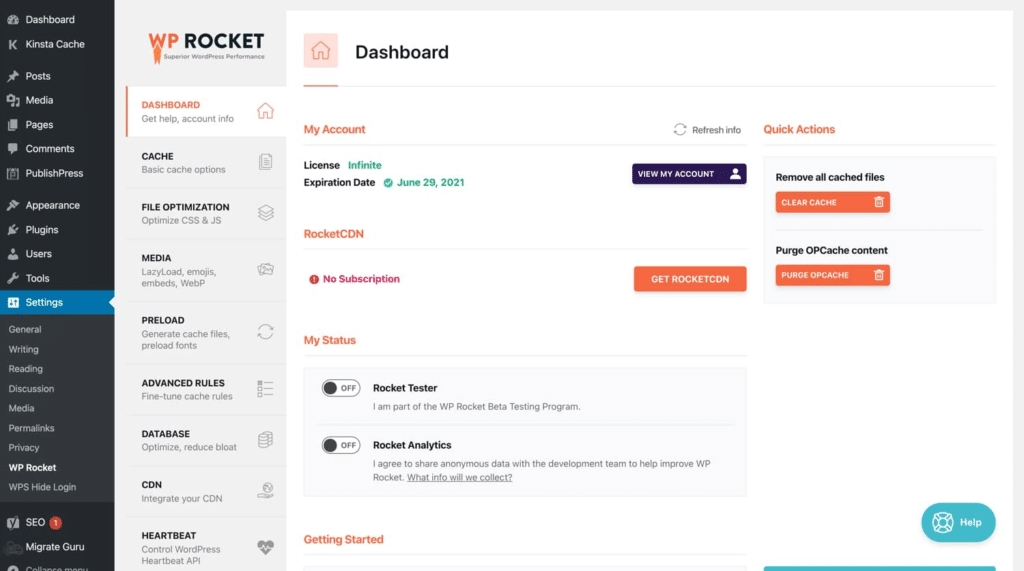 Dashboard
Kinsta Cache
Posts
Media
Pages
Comments
PublishPress
Appearance
Plugins
Users
Tools
Settings
General
Writing
Reading
Discussion
Media
Permalinks
Privacy
WP Rocket
WPS Hide Login
SEO 1
Migrate Guru
Collapse menu
WP ROCKET
Superior WordPress Performance
DASHBOARD
Get help, account info
CACHE
Basic cache options
FILE OPTIMIZATION
Optimize CSS & JS
MEDIA
LazyLoad, emojis,
embeds, WebP
PRELOAD
Generate cache files,
preload fonts
ADVANCED RULES
Fine-tune cache rules
DATABASE
Optimize, reduce bloat
CDN
Integrate your CDN
HEARTBEAT
Control WordPress
Heartbeat API
Dashboard
My Account
Refresh info
License Infinite
Expiration Date June 29, 2021
VIEW MY ACCOUNT
RocketCDN
No Subscription
GET ROCKETCDN
My Status
OFF
Rocket Tester
I am part of the WP Rocket Beta Testing Program.
OFF
Rocket Analytics
I agree to share anonymous data with the development team to help improve WP
Rocket. What info will we collect?
Getting Started
Quick Actions
Remove all cached files
CLEAR CACHE
Purge OPCache content
PURGE OPCACHE
Help